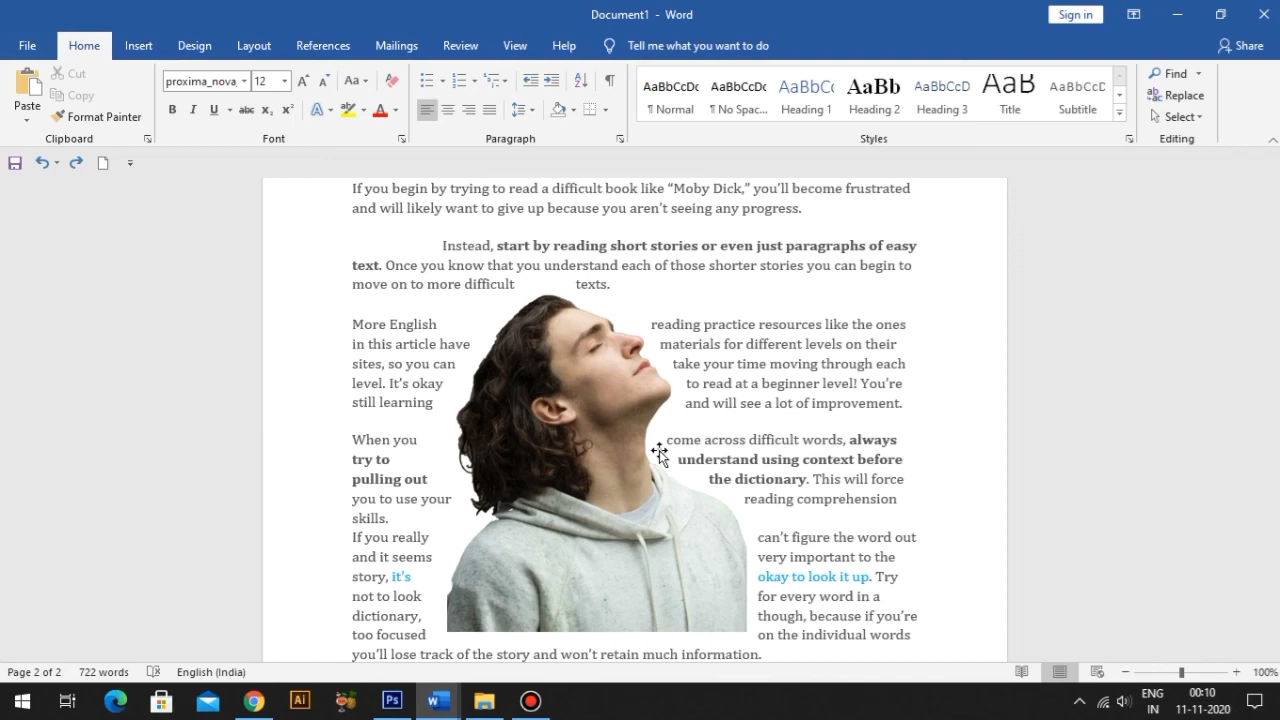 Document1 - Word
Sign in
File Home Insert Design Layout References Mailings Review View Help Tell me what you want to do Share
Paste
Cut
Copy
Format Painter
Clipboard
proxima_nova 12
Aa
B I U abc x₂ x² A A
Font
Paragraph
AaBbCcDc AaBbCcDc AaBbCc AaBb AaBbCcD AaB AaBbCcD
¶ Normal ¶ No Spac... Heading 1 Heading 2 Heading 3 Title Subtitle
Styles
Find
Replace
Select
Editing
If you begin by trying to read a difficult book like “Moby Dick,” you’ll become frustrated
and will likely want to give up because you aren’t seeing any progress.
Instead, start by reading short stories or even just paragraphs of easy
text. Once you know that you understand each of those shorter stories you can begin to
move on to more difficult texts.
More English reading practice resources like the ones
in this article have materials for different levels on their
sites, so you can take your time moving through each
level. It’s okay to read at a beginner level! You’re
still learning and will see a lot of improvement.
When you come across difficult words, always
try to understand using context before
pulling out the dictionary. This will force
you to use your reading comprehension
skills.
If you really can’t figure the word out
and it seems very important to the
story, it’s okay to look it up. Try
not to look for every word in a
dictionary, though, because if you’re
too focused on the individual words
you’ll lose track of the story and won’t retain much information.
Page 2 of 2 722 words English (India) 100%
Ai Ps W
ENG
IN
00:10
11-11-2020